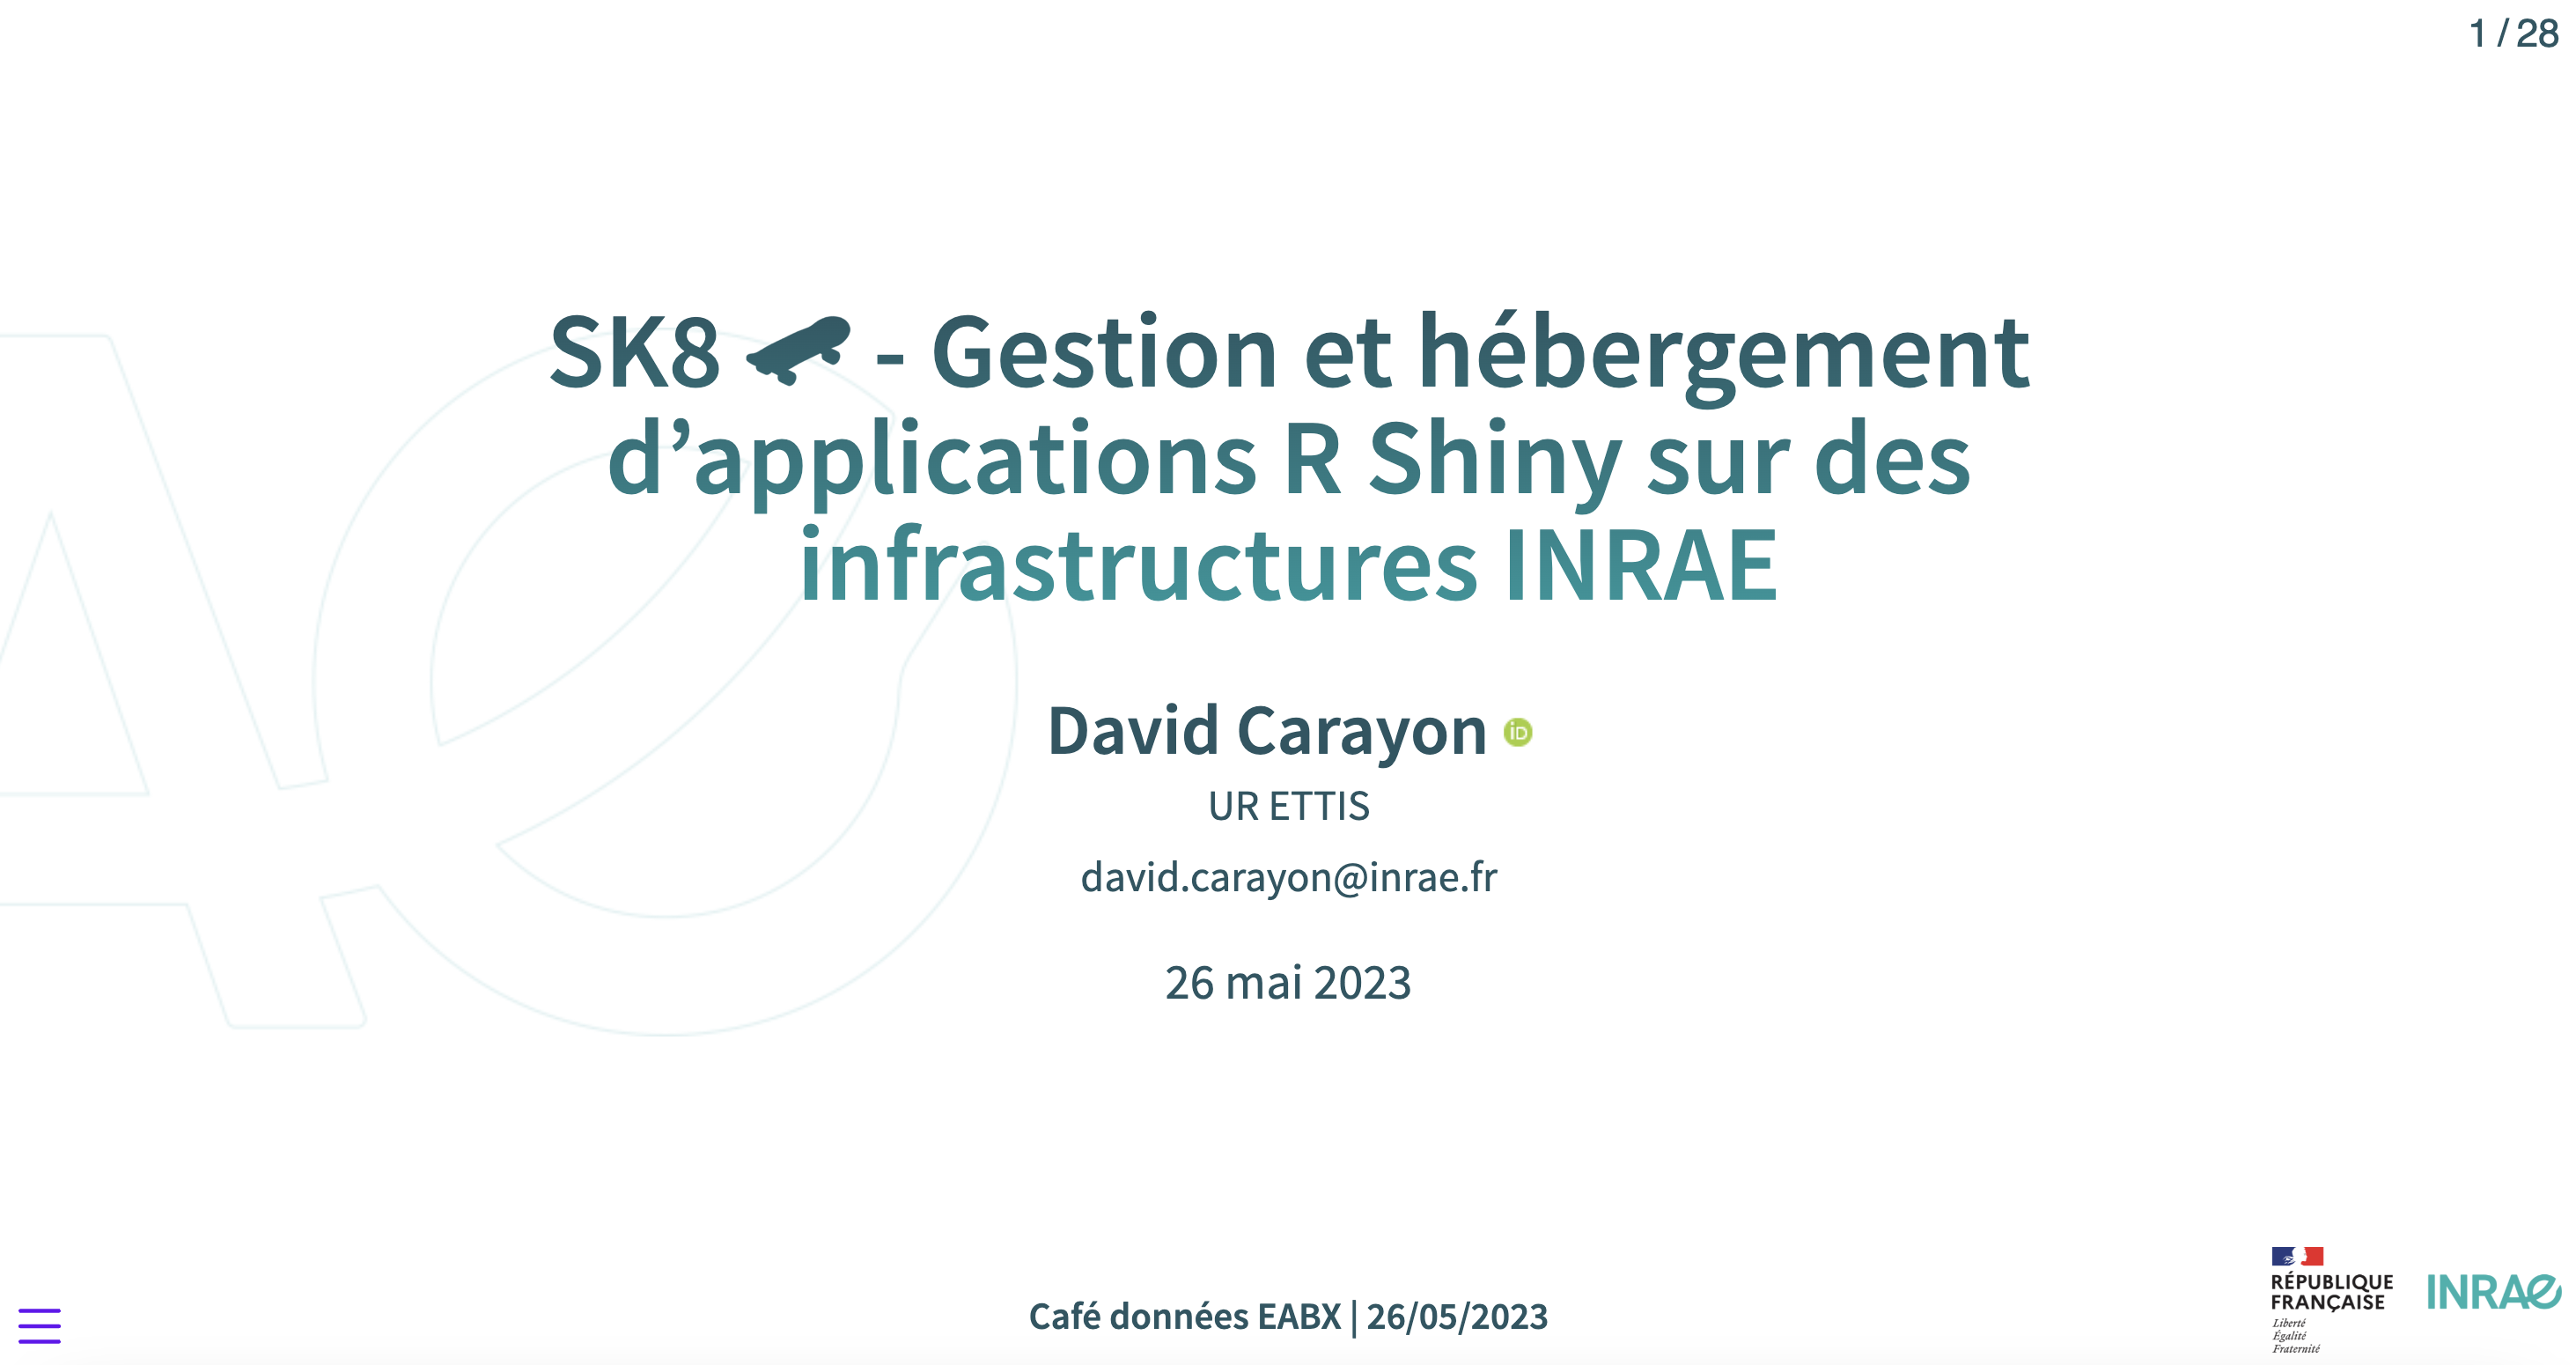 1 / 28
SK8 - Gestion et hébergement
d’applications R Shiny sur des
infrastructures INRAE
David Carayon iD
UR ETTIS
david.carayon@inrae.fr
26 mai 2023
Café données EABX | 26/05/2023
RÉPUBLIQUE
FRANÇAISE
Liberté
Égalité
Fraternité
INRAE